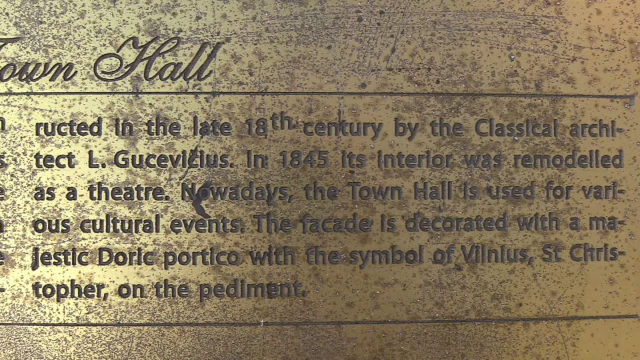 Town Hall
ructed in the late 18th century by the Classical archi-
tect L. Gucevičius. In 1845 its interior was remodelled
as a theatre. Nowadays, the Town Hall is used for vari-
ous cultural events. The facade is decorated with a ma-
jestic Doric portico with the symbol of Vilnius, St Chris-
topher, on the pediment.